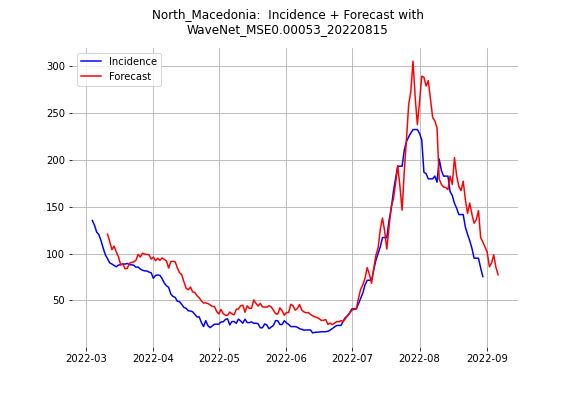 North_Macedonia:  Incidence + Forecast with
WaveNet_MSE0.00053_20220815
Incidence
Forecast
300
250
200
150
100
50
2022-03 2022-04 2022-05 2022-06 2022-07 2022-08 2022-09